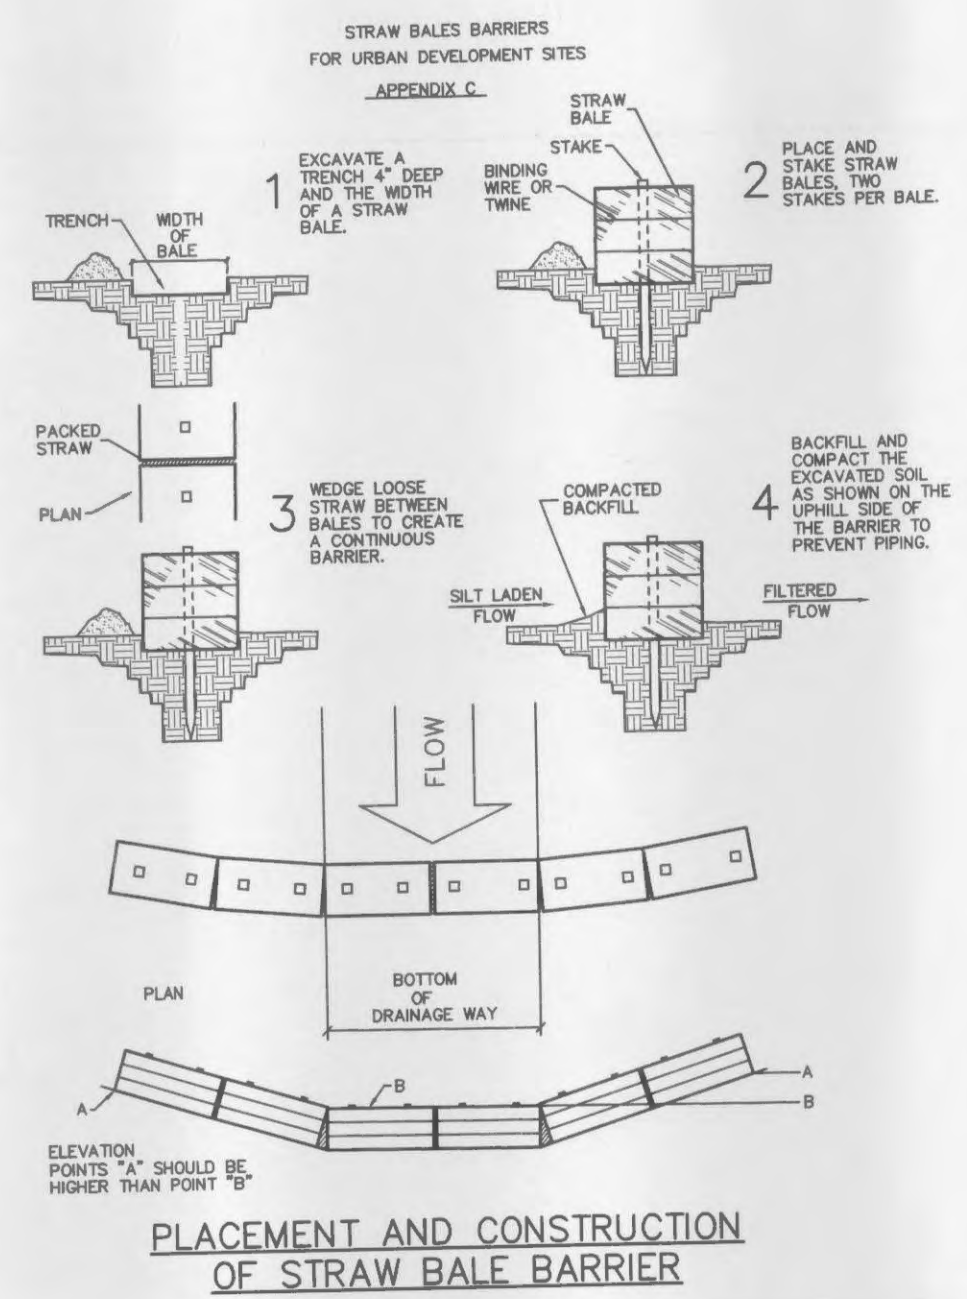 STRAW BALES BARRIERS
FOR URBAN DEVELOPMENT SITES
APPENDIX C
1
EXCAVATE A
TRENCH 4" DEEP
AND THE WIDTH
OF A STRAW
BALE.
TRENCH
WIDTH
OF
BALE
STRAW
BALE
STAKE
BINDING
WIRE OR
TWINE
2
PLACE AND
STAKE STRAW
BALES, TWO
STAKES PER BALE.
PACKED
STRAW
PLAN
3
WEDGE LOOSE
STRAW BETWEEN
BALES TO CREATE
A CONTINUOUS
BARRIER.
COMPACTED
BACKFILL
4
BACKFILL AND
COMPACT THE
EXCAVATED SOIL
AS SHOWN ON THE
UPHILL SIDE OF
THE BARRIER TO
PREVENT PIPING.
SILT LADEN
FLOW
FILTERED
FLOW
FLOW
PLAN
BOTTOM
OF
DRAINAGE WAY
A
B
A
B
ELEVATION
POINTS "A" SHOULD BE
HIGHER THAN POINT "B"
PLACEMENT AND CONSTRUCTION
OF STRAW BALE BARRIER